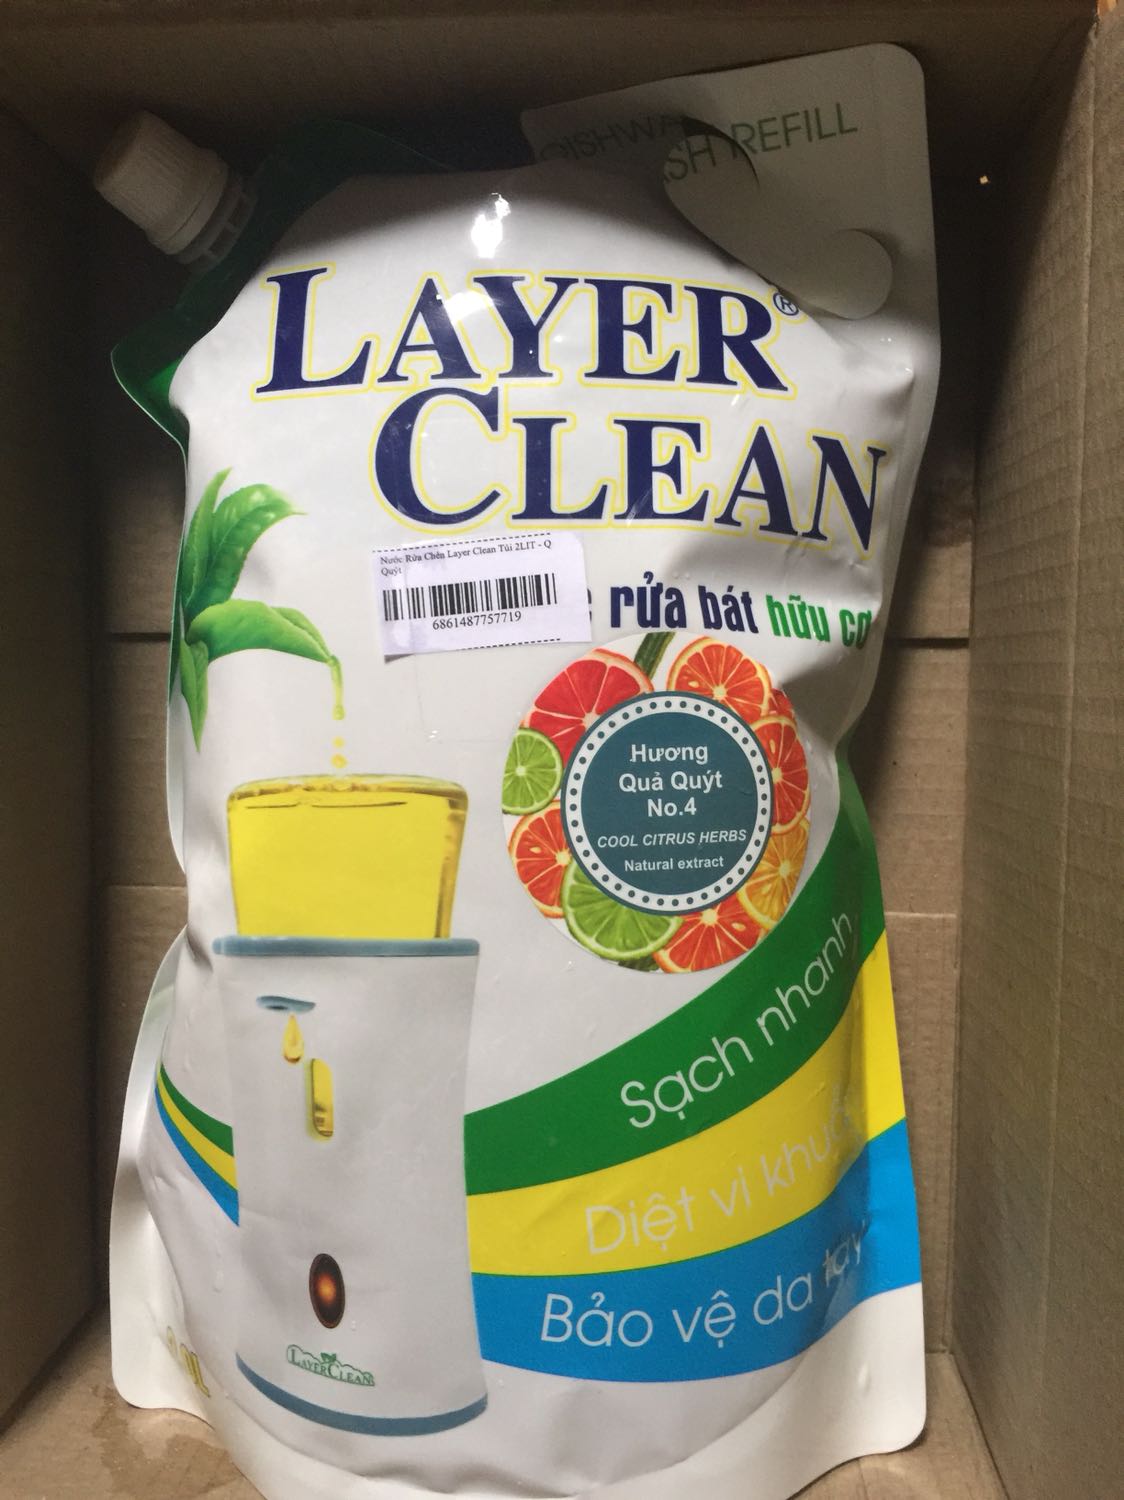 DISHWASH REFILL
LAYER®
CLEAN
Nước Rửa Chén Layer Clean Túi 2LIT - Q
Quýt
6861487757719
rửa bát hữu cơ
Hương
Quả Quýt
No.4
COOL CITRUS HERBS
Natural extract
Sạch nhanh
Diệt vi khuẩn
Bảo vệ da tay
LAYER CLEAN